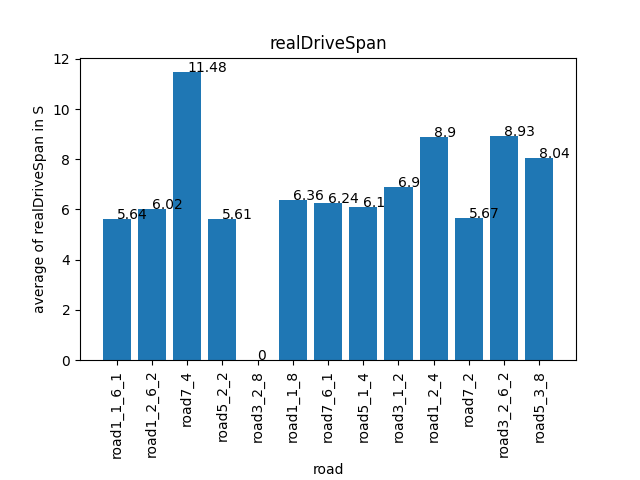 realDriveSpan
average of realDriveSpan in S
12
10
8
6
4
2
0
5.64
6.02
11.48
5.61
0
6.36
6.24
6.1
6.9
8.9
5.67
8.93
8.04
road1_1_6_1
road1_2_6_2
road7_4
road5_2_2
road3_2_8
road1_1_8
road7_6_1
road5_1_4
road3_1_2
road1_2_4
road7_2
road3_2_6_2
road5_3_8
road